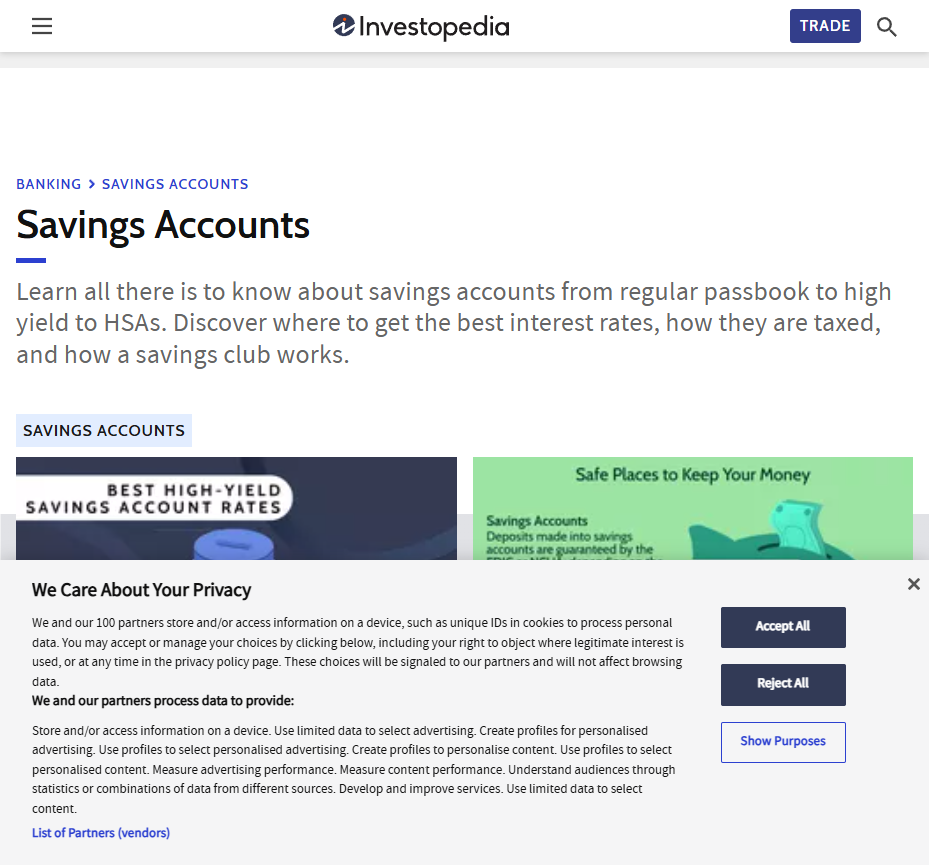 Investopedia
TRADE
BANKING > SAVINGS ACCOUNTS
Savings Accounts
Learn all there is to know about savings accounts from regular passbook to high
yield to HSAs. Discover where to get the best interest rates, how they are taxed,
and how a savings club works.
SAVINGS ACCOUNTS
BEST HIGH-YIELD
SAVINGS ACCOUNT RATES
Safe Places to Keep Your Money
Savings Accounts
Deposits made into savings
accounts are guaranteed by the
We Care About Your Privacy
We and our 100 partners store and/or access information on a device, such as unique IDs in cookies to process personal
data. You may accept or manage your choices by clicking below, including your right to object where legitimate interest is
used, or at any time in the privacy policy page. These choices will be signaled to our partners and will not affect browsing
data.
We and our partners process data to provide:
Store and/or access information on a device. Use limited data to select advertising. Create profiles for personalised
advertising. Use profiles to select personalised advertising. Create profiles to personalise content. Use profiles to select
personalised content. Measure advertising performance. Measure content performance. Understand audiences through
statistics or combinations of data from different sources. Develop and improve services. Use limited data to select
content.
List of Partners (vendors)
Accept All
Reject All
Show Purposes